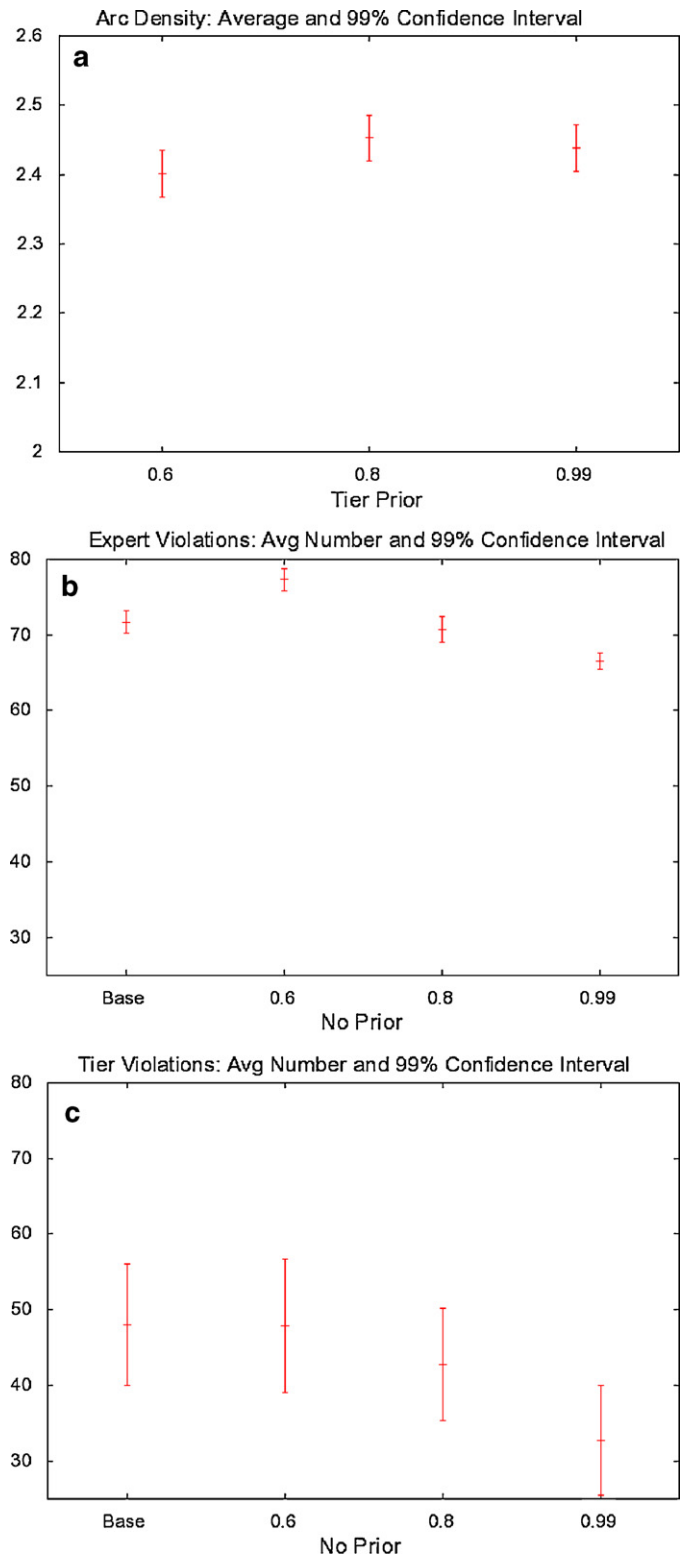 Arc Density: Average and 99% Confidence Interval
a
2.6
2.5
2.4
2.3
2.2
2.1
2
0.6 0.8 0.99
Tier Prior
Expert Violations: Avg Number and 99% Confidence Interval
b
80
70
60
50
40
30
Base 0.6 0.8 0.99
No Prior
Tier Violations: Avg Number and 99% Confidence Interval
c
80
70
60
50
40
30
Base 0.6 0.8 0.99
No Prior